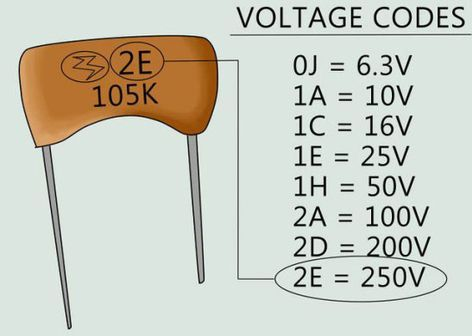 2E
105K
VOLTAGE CODES
0J = 6.3V
1A = 10V
1C = 16V
1E = 25V
1H = 50V
2A = 100V
2D = 200V
2E = 250V